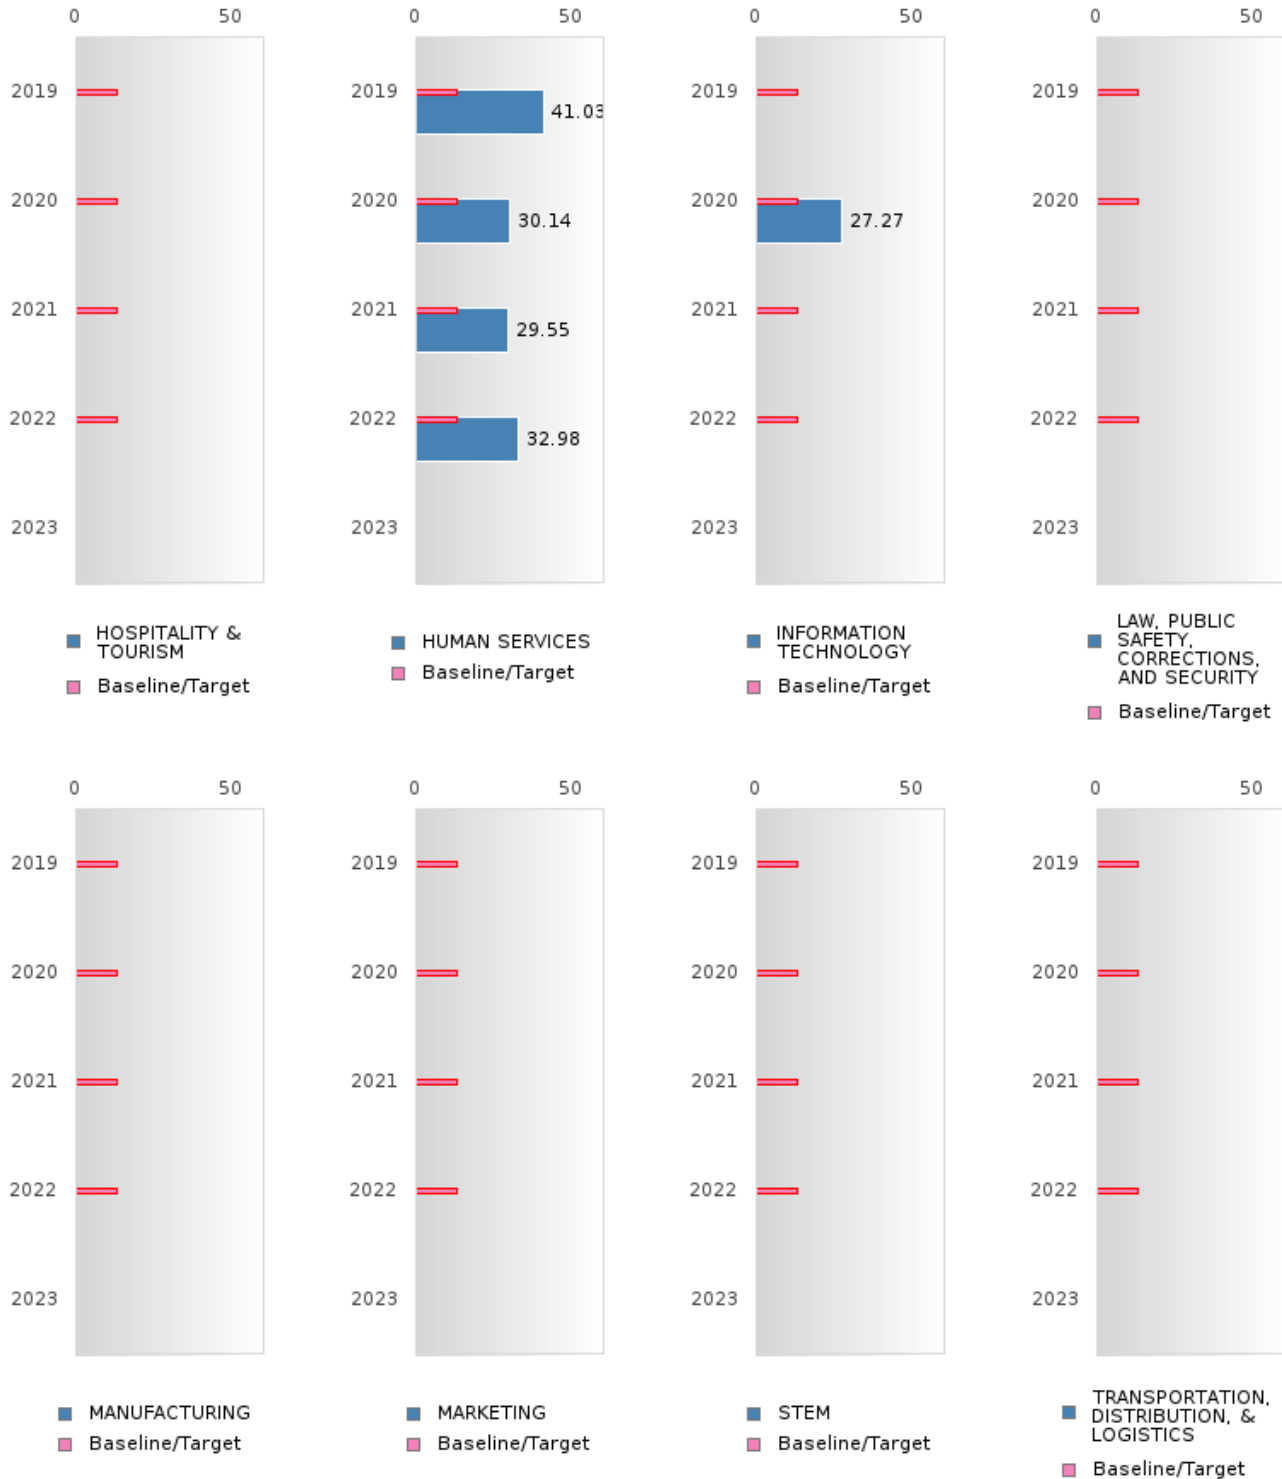 0 50
2019
2020
2021
2022
2023
HOSPITALITY &
TOURISM
Baseline/Target
0 50
2019
41.03
2020
30.14
2021
29.55
2022
32.98
2023
HUMAN SERVICES
Baseline/Target
0 50
2019
2020
27.27
2021
2022
2023
INFORMATION
TECHNOLOGY
Baseline/Target
0 50
2019
2020
2021
2022
2023
LAW, PUBLIC
SAFETY,
CORRECTIONS,
AND SECURITY
Baseline/Target
0 50
2019
2020
2021
2022
2023
MANUFACTURING
Baseline/Target
0 50
2019
2020
2021
2022
2023
MARKETING
Baseline/Target
0 50
2019
2020
2021
2022
2023
STEM
Baseline/Target
0 50
2019
2020
2021
2022
2023
TRANSPORTATION,
DISTRIBUTION, &
LOGISTICS
Baseline/Target